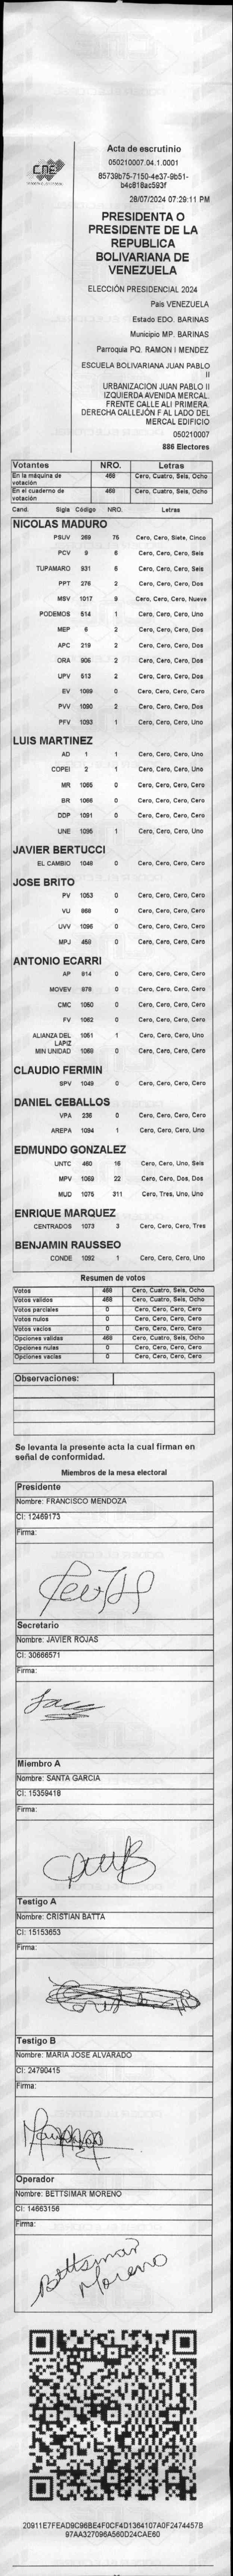 CNE
Acta de escrutinio
050210007.04.1.0001
85739b75-7150-4e37-9b51-
b4c818ac593f
28/07/2024 07:29:11 PM
PRESIDENTA O
PRESIDENTE DE LA
REPUBLICA
BOLIVARIANA DE
VENEZUELA
ELECCIÓN PRESIDENCIAL 2024
País VENEZUELA
Estado EDO. BARINAS
Municipio MP. BARINAS
Parroquia PQ. RAMON I MENDEZ
ESCUELA BOLIVARIANA JUAN PABLO
II
URBANIZACION JUAN PABLO II
IZQUIERDA AVENIDA MERCAL.
FRENTE CALLE ALI PRIMERA.
DERECHA CALLEJÓN F AL LADO DEL
MERCAL EDIFICIO
050210007
886 Electores
Votantes NRO. Letras
En la máquina de votación 468 Cero, Cuatro, Seis, Ocho
En el cuaderno de votación 468 Cero, Cuatro, Seis, Ocho
Cand. Sigla Código NRO. Letras
NICOLAS MADURO
PSUV 269 75 Cero, Cero, Siete, Cinco
PCV 9 6 Cero, Cero, Cero, Seis
TUPAMARO 931 6 Cero, Cero, Cero, Seis
PPT 276 2 Cero, Cero, Cero, Dos
MSV 1017 9 Cero, Cero, Cero, Nueve
PODEMOS 514 1 Cero, Cero, Cero, Uno
MEP 6 2 Cero, Cero, Cero, Dos
APC 219 2 Cero, Cero, Cero, Dos
ORA 906 2 Cero, Cero, Cero, Dos
UPV 513 2 Cero, Cero, Cero, Dos
EV 1089 0 Cero, Cero, Cero, Cero
PVV 1090 2 Cero, Cero, Cero, Dos
PFV 1093 1 Cero, Cero, Cero, Uno
LUIS MARTINEZ
AD 1 1 Cero, Cero, Cero, Uno
COPEI 2 1 Cero, Cero, Cero, Uno
MR 1065 0 Cero, Cero, Cero, Cero
BR 1068 0 Cero, Cero, Cero, Cero
DDP 1091 0 Cero, Cero, Cero, Cero
UNE 1095 1 Cero, Cero, Cero, Uno
JAVIER BERTUCCI
EL CAMBIO 1048 0 Cero, Cero, Cero, Cero
JOSE BRITO
PV 1053 0 Cero, Cero, Cero, Cero
VU 868 0 Cero, Cero, Cero, Cero
UVV 1096 0 Cero, Cero, Cero, Cero
MPJ 458 0 Cero, Cero, Cero, Cero
ANTONIO ECARRI
AP 814 0 Cero, Cero, Cero, Cero
MOVEV 878 0 Cero, Cero, Cero, Cero
CMC 1050 0 Cero, Cero, Cero, Cero
FV 1062 0 Cero, Cero, Cero, Cero
ALIANZA DEL LAPIZ 1051 1 Cero, Cero, Cero, Uno
MIN UNIDAD 1069 0 Cero, Cero, Cero, Cero
CLAUDIO FERMIN
SPV 1049 0 Cero, Cero, Cero, Cero
DANIEL CEBALLOS
VPA 236 0 Cero, Cero, Cero, Cero
AREPA 1094 1 Cero, Cero, Cero, Uno
EDMUNDO GONZALEZ
UNTC 460 16 Cero, Cero, Uno, Seis
MPV 1069 22 Cero, Cero, Dos, Dos
MUD 1075 311 Cero, Tres, Uno, Uno
ENRIQUE MARQUEZ
CENTRADOS 1073 3 Cero, Cero, Cero, Tres
BENJAMIN RAUSSEO
CONDE 1092 1 Cero, Cero, Cero, Uno
Resumen de votos
Votos 468 Cero, Cuatro, Seis, Ocho
Votos validos 468 Cero, Cuatro, Seis, Ocho
Votos parciales 0 Cero, Cero, Cero, Cero
Votos nulos 0 Cero, Cero, Cero, Cero
Votos vacios 0 Cero, Cero, Cero, Cero
Opciones validas 468 Cero, Cuatro, Seis, Ocho
Opciones nulas 0 Cero, Cero, Cero, Cero
Opciones vacias 0 Cero, Cero, Cero, Cero
Observaciones:
Se levanta la presente acta la cual firman en
señal de conformidad.
Miembros de la mesa electoral
Presidente
Nombre: FRANCISCO MENDOZA
CI: 12469173
Firma:
Secretario
Nombre: JAVIER ROJAS
CI: 30666571
Firma:
Miembro A
Nombre: SANTA GARCIA
CI: 15359418
Firma:
Testigo A
Nombre: CRISTIAN BATTA
CI: 15153653
Firma:
Testigo B
Nombre: MARIA JOSE ALVARADO
CI: 24790415
Firma:
Operador
Nombre: BETTSIMAR MORENO
CI: 14663156
Firma:
Bettsimar
Moreno
20911E7FEAD9C96BE4F0CF4D1364107A0F2474457B
97AA327096A560D24CAE60